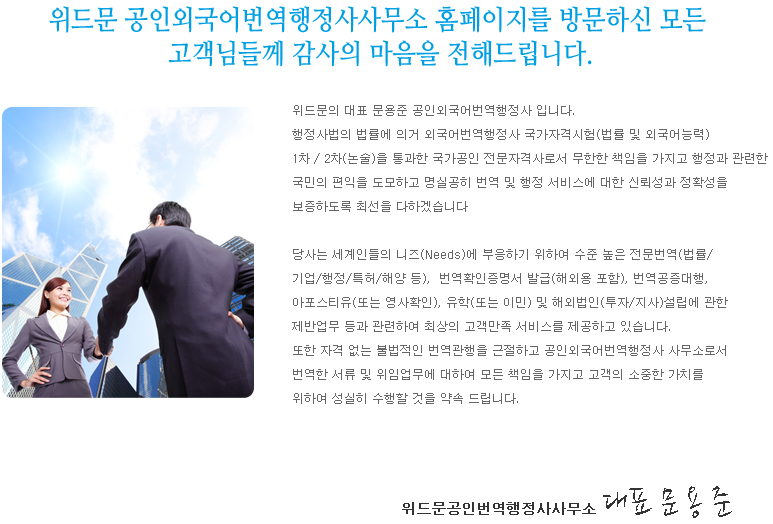 위드문 공인외국어번역행정사사무소 홈페이지를 방문하신 모든
고객님들께 감사의 마음을 전해드립니다.
위드문의 대표 문용준 공인외국어번역행정사 입니다.
행정사법의 법률에 의거 외국어번역행정사 국가자격시험(법률 및 외국어능력)
1차 / 2차(논술)을 통과한 국가공인 전문자격사로서 무한한 책임을 가지고 행정과 관련한
국민의 편익을 도모하고 명실공히 번역 및 행정 서비스에 대한 신뢰성과 정확성을
보증하도록 최선을 다하겠습니다
당사는 세계인들의 니즈(Needs)에 부응하기 위하여 수준 높은 전문번역(법률/
기업/행정/특허/해양 등), 번역확인증명서 발급(해외용 포함), 번역공증대행,
아포스티유(또는 영사확인), 유학(또는 이민) 및 해외법인(투자/지사)설립에 관한
제반업무 등과 관련하여 최상의 고객만족 서비스를 제공하고 있습니다.
또한 자격 없는 불법적인 번역관행을 근절하고 공인외국어번역행정사 사무소로서
번역한 서류 및 위임업무에 대하여 모든 책임을 가지고 고객의 소중한 가치를
위하여 성실히 수행할 것을 약속 드립니다.
위드문공인번역행정사사무소 대표 문용준